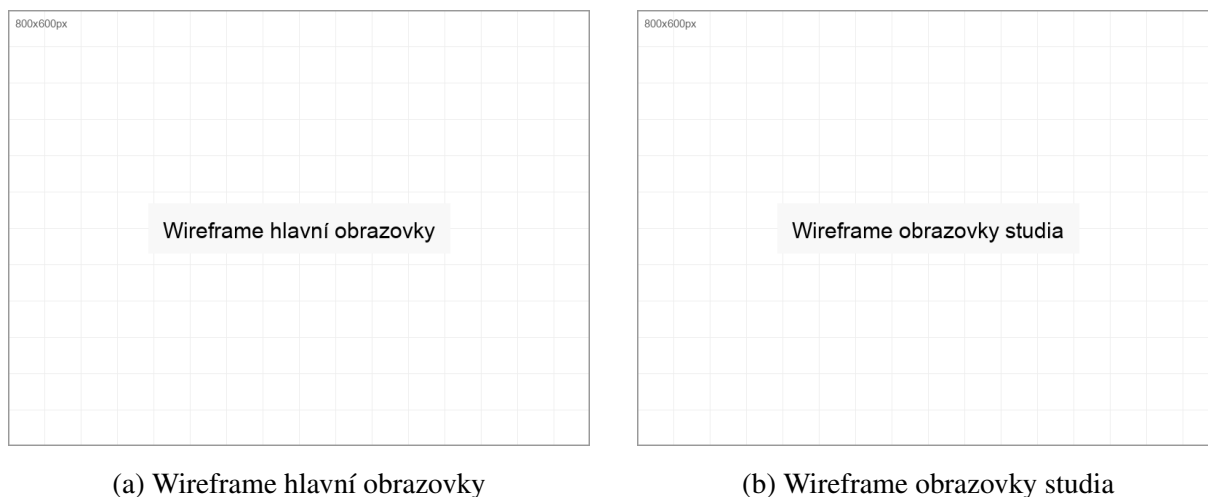 800x600px
Wireframe hlavní obrazovky
(a) Wireframe hlavní obrazovky
800x600px
Wireframe obrazovky studia
(b) Wireframe obrazovky studia